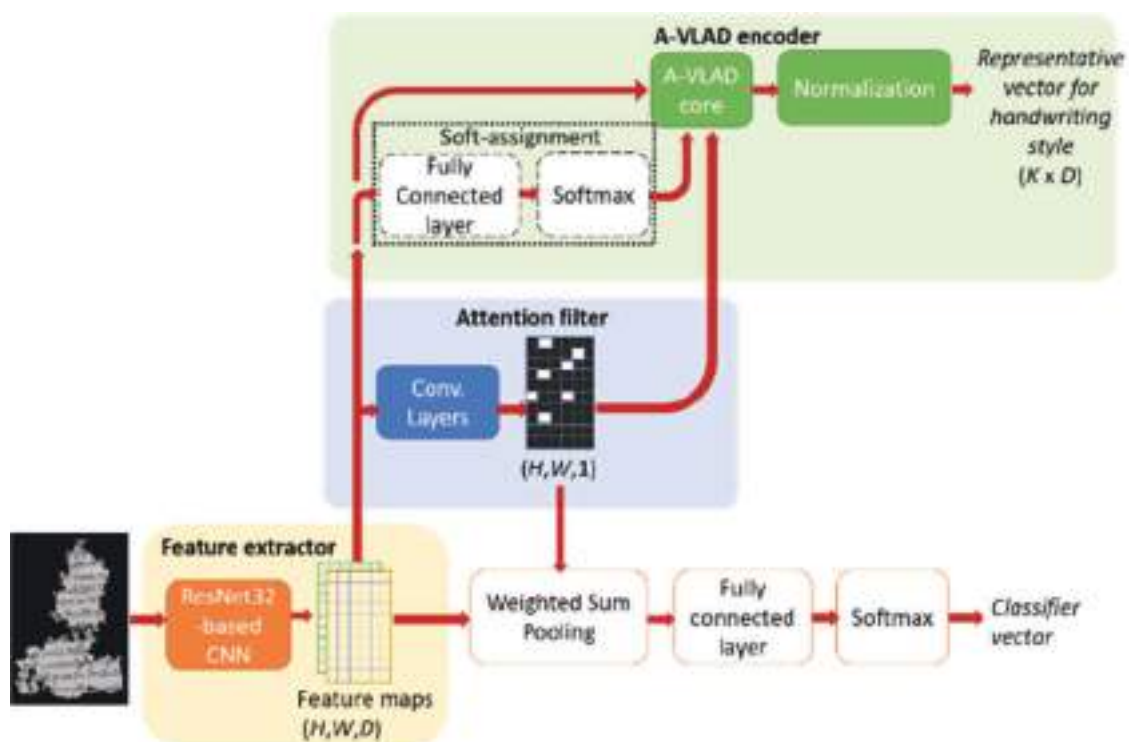 A-VLAD encoder
A-VLAD
core
Normalization
Representative
vector for
handwriting
style
(K x D)
Soft-assignment
Fully
Connected
layer
Softmax
Attention filter
Conv.
Layers
(H,W,1)
Feature extractor
ResNet32
-based
CNN
Feature maps
(H,W,D)
Weighted Sum
Pooling
Fully
connected
layer
Softmax
Classifier
vector